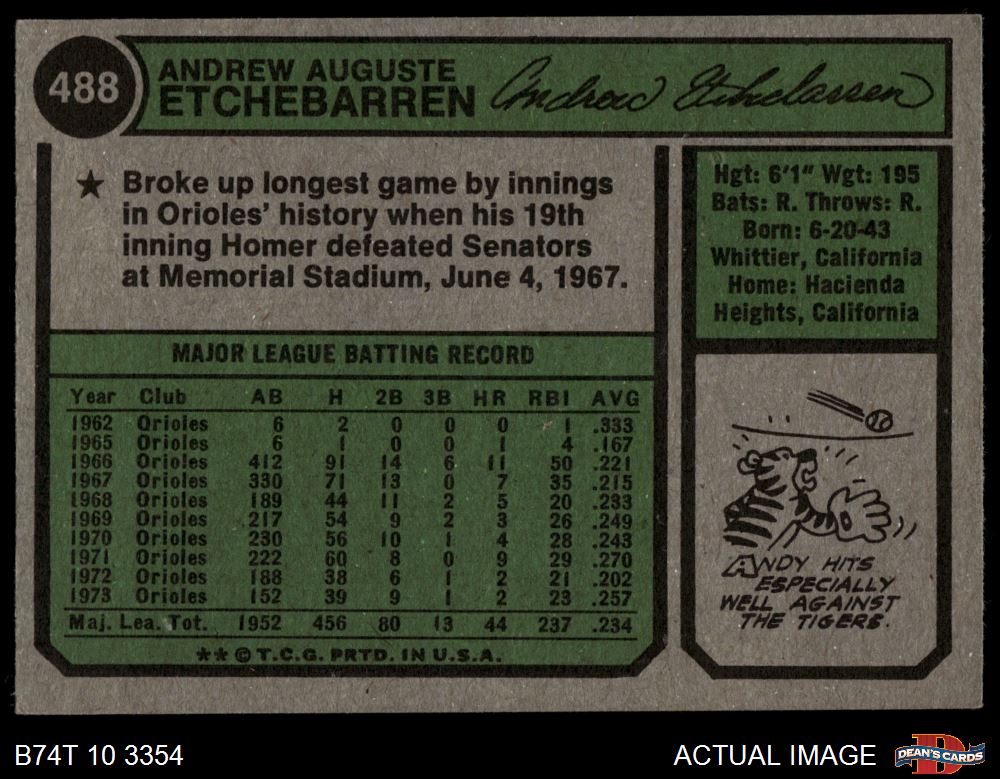 488
ANDREW AUGUSTE
ETCHEBARREN
Andrew Etchebarren
★ Broke up longest game by innings
in Orioles' history when his 19th
inning Homer defeated Senators
at Memorial Stadium, June 4, 1967.
Hgt: 6'1" Wgt: 195
Bats: R. Throws: R.
Born: 6-20-43
Whittier, California
Home: Hacienda
Heights, California
MAJOR LEAGUE BATTING RECORD
Year Club AB H 2B 3B HR RBI AVG
1962 Orioles 6 2 0 0 0 1 .333
1965 Orioles 6 1 0 0 1 4 .167
1966 Orioles 412 91 14 6 11 50 .221
1967 Orioles 330 71 13 0 7 35 .215
1968 Orioles 189 44 11 2 5 20 .233
1969 Orioles 217 54 9 2 3 26 .249
1970 Orioles 230 56 10 1 4 28 .243
1971 Orioles 222 60 8 0 9 29 .270
1972 Orioles 188 38 6 1 2 21 .202
1973 Orioles 152 39 9 1 2 23 .257
Maj. Lea. Tot. 1952 456 80 13 44 237 .234
★★©T.C.G. PRTD. IN U.S.A.
ANDY HITS
ESPECIALLY
WELL AGAINST
THE TIGERS.
B74T 10 3354
ACTUAL IMAGE
DEAN'S CARDS